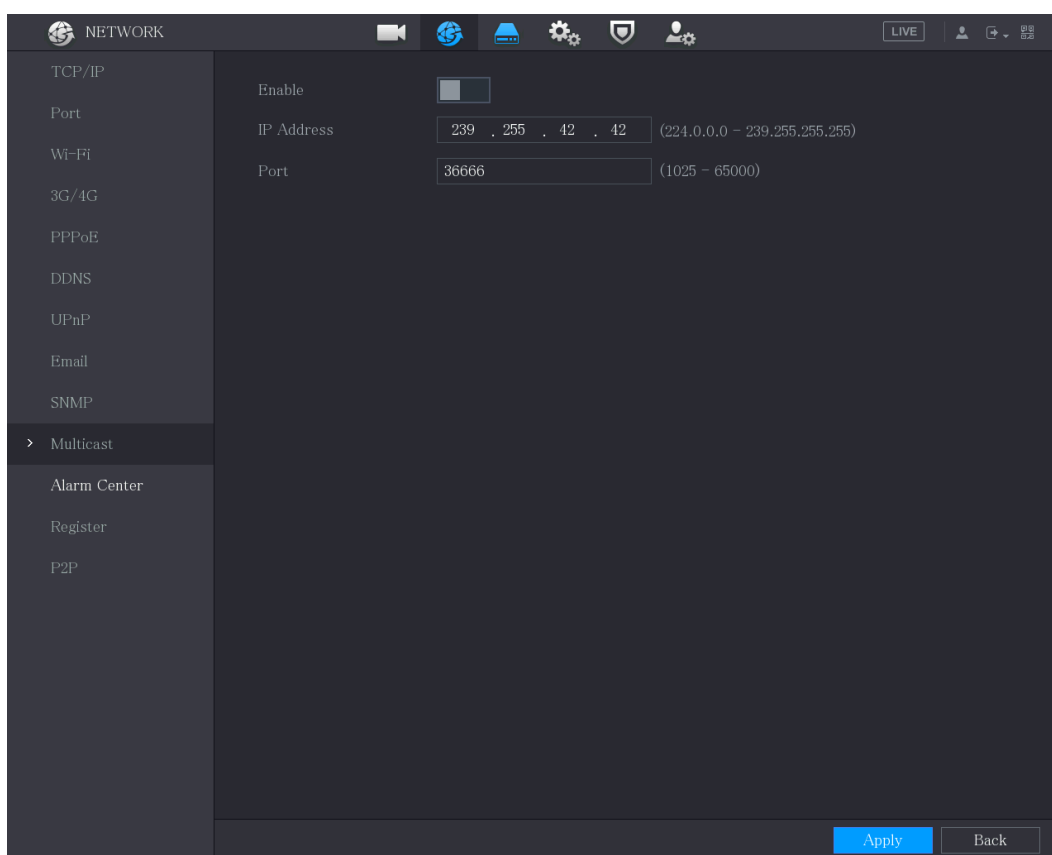 NETWORK
LIVE
TCP/IP
Port
Wi-Fi
3G/4G
PPPoE
DDNS
UPnP
Email
SNMP
Multicast
Alarm Center
Register
P2P
Enable
IP Address 239 . 255 . 42 . 42 (224.0.0.0 - 239.255.255.255)
Port 36666 (1025 - 65000)
Apply Back